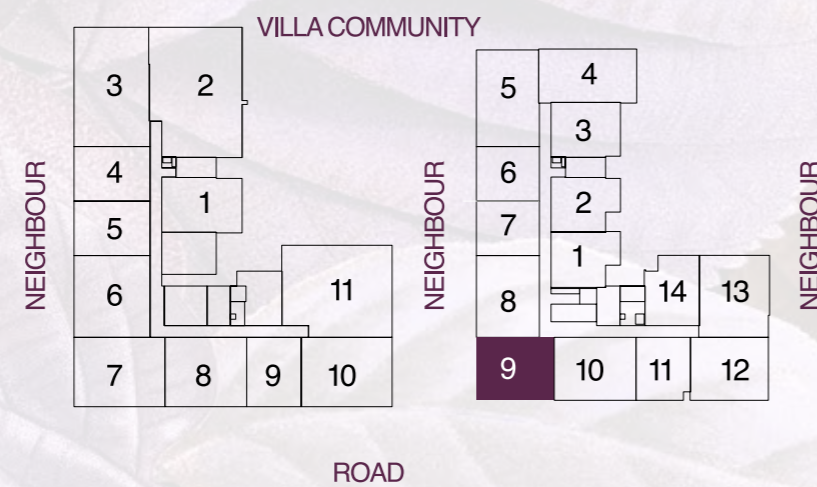 VILLA COMMUNITY
3 2
4
1
5
6 11
7 8 9 10
NEIGHBOUR
NEIGHBOUR
5 4
3
6
2
7
1
8 14 13
9 10 11 12
NEIGHBOUR
ROAD